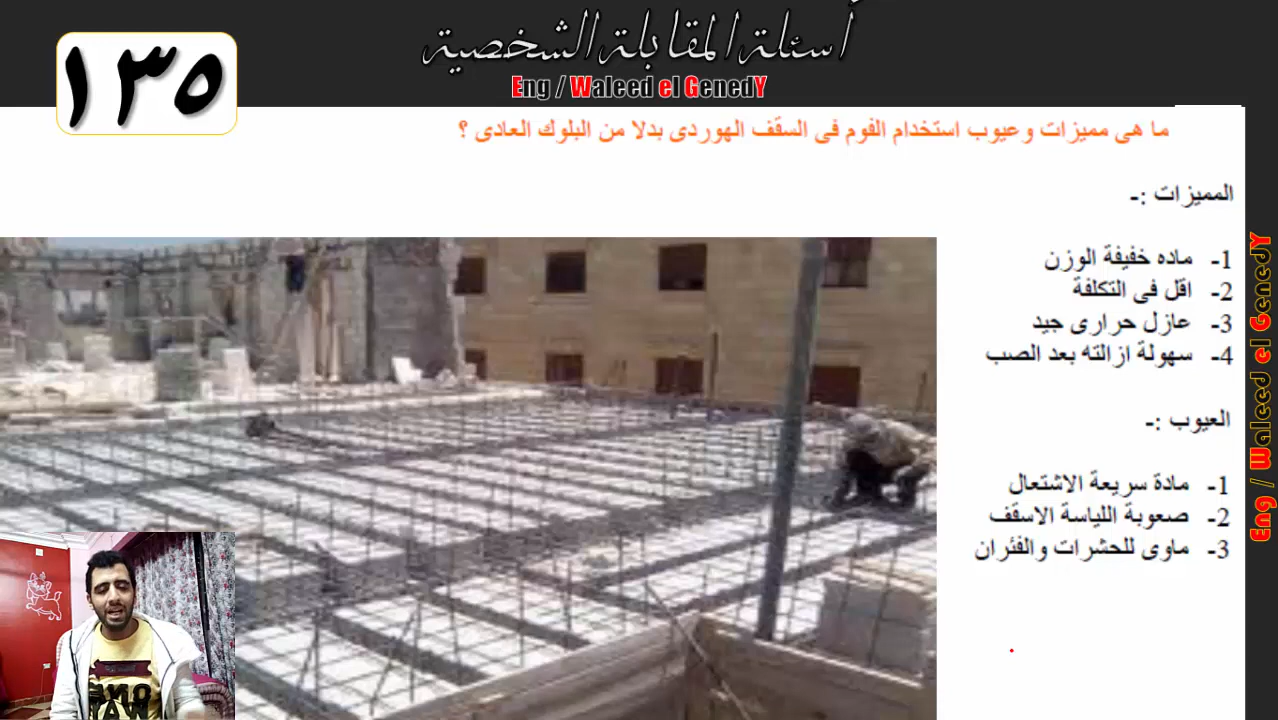 أسئلة المقابلة الشخصية
Eng / Waleed el GenedY
١٣٥
ما هى مميزات وعيوب استخدام الفوم فى السقف الهوردى بدلا من البلوك العادى ؟
المميزات :-
1- ماده خفيفة الوزن
2- اقل فى التكلفة
3- عازل حرارى جيد
4- سهولة ازالته بعد الصب
العيوب :-
1- مادة سريعة الاشتعال
2- صعوبة اللياسة الاسقف
3- ماوى للحشرات والفئران
Eng / Waleed el GenedY